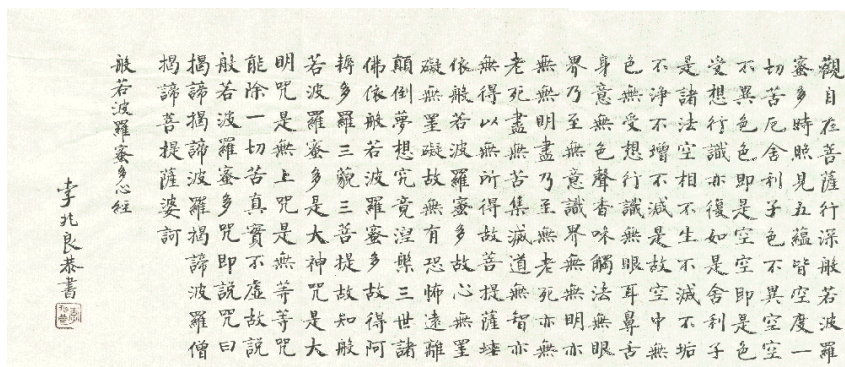 觀自在菩薩行深般若波羅
蜜多時照見五蘊皆空度一
切苦厄舍利子色不異空空
不異色色即是空空即是色
受想行識亦復如是舍利子
是諸法空相不生不滅不垢
不淨不增不減是故空中無
色無受想行識無眼耳鼻舌
身意無色聲香味觸法無眼
界乃至無意識界無無明亦
無無明盡乃至無老死亦無
老死盡無苦集滅道無智亦
無得以無所得故菩提薩埵
依般若波羅蜜多故心無罣
礙無罣礙故無有恐怖遠離
顛倒夢想究竟涅槃三世諸
佛依般若波羅蜜多故得阿
耨多羅三藐三菩提故知般
若波羅蜜多是大神咒是大
明咒是無上咒是無等等咒
能除一切苦真實不虛故說
般若波羅蜜多咒即說咒曰
揭諦揭諦波羅揭諦波羅僧
揭諦菩提薩婆訶
般若波羅蜜多心經
李兆良恭書